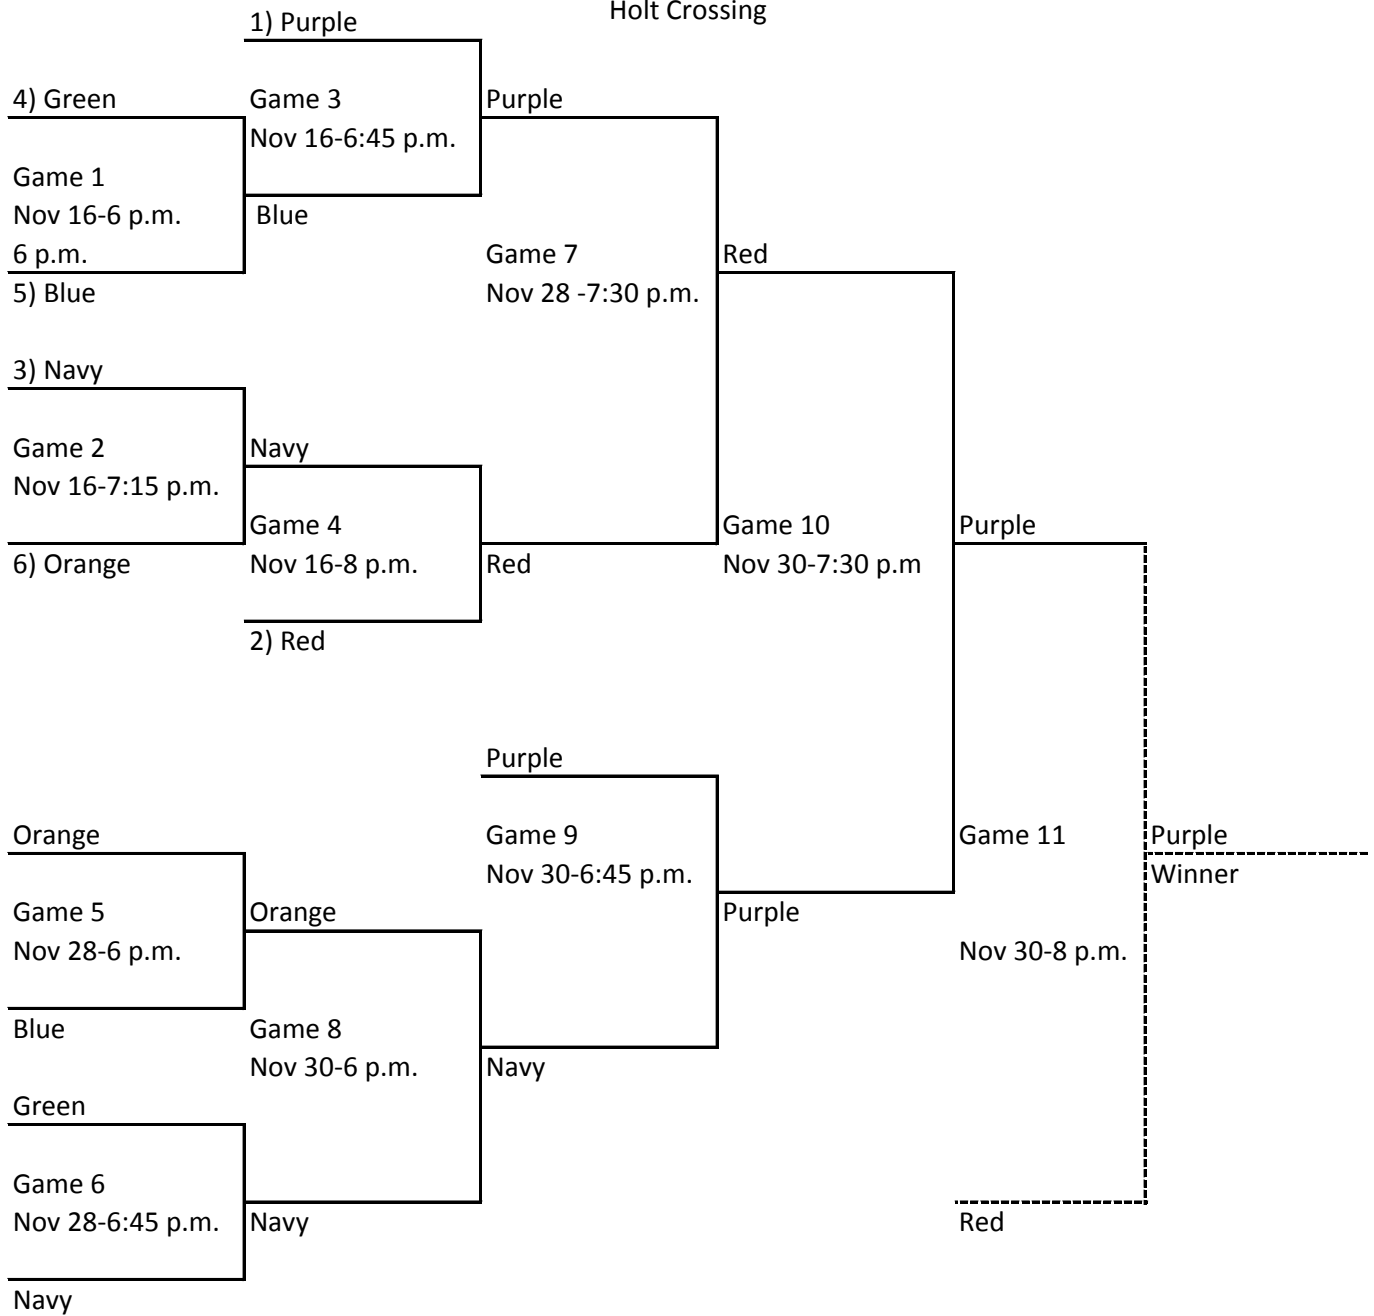 Holt Crossing
1) Purple
4) Green
Game 3
Purple
Nov 16-6:45 p.m.
Game 1
Nov 16-6 p.m.
Blue
6 p.m.
Game 7
Red
5) Blue
Nov 28 -7:30 p.m.
3) Navy
Game 2
Navy
Nov 16-7:15 p.m.
Game 4
Game 10
Purple
6) Orange
Nov 16-8 p.m.
Red
Nov 30-7:30 p.m
2) Red
Purple
Orange
Game 9
Game 11
Purple
Nov 30-6:45 p.m.
Winner
Game 5
Orange
Purple
Nov 28-6 p.m.
Nov 30-8 p.m.
Blue
Game 8
Nov 30-6 p.m.
Navy
Green
Game 6
Nov 28-6:45 p.m.
Navy
Red
Navy